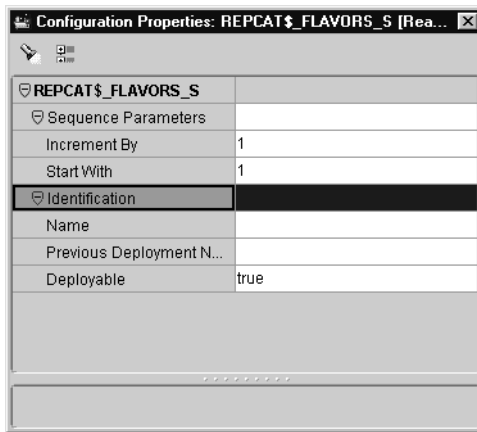 Configuration Properties: REPCAT$_FLAVORS_S [Rea...
REPCAT$_FLAVORS_S
Sequence Parameters
Increment By 1
Start With 1
Identification
Name
Previous Deployment N...
Deployable true